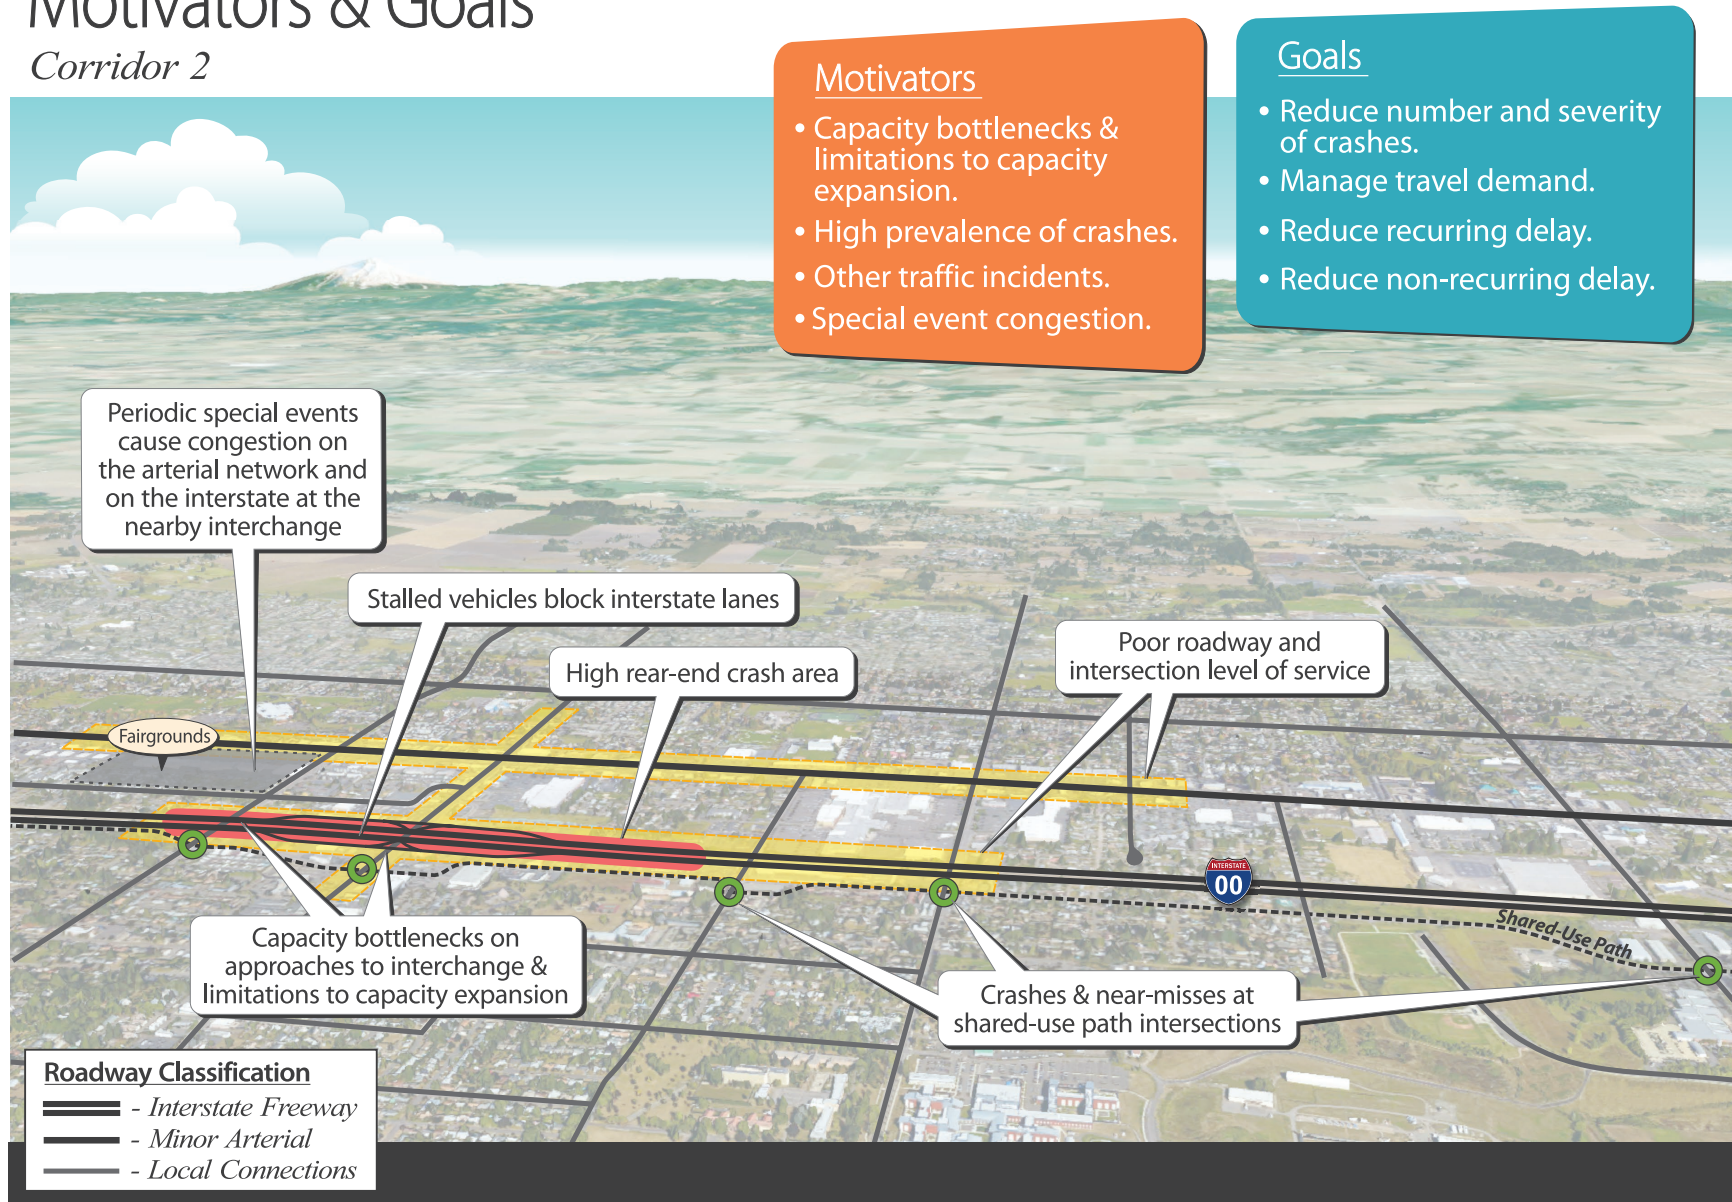 Motivators & Goals
Corridor 2
Motivators
• Capacity bottlenecks &
limitations to capacity
expansion.
• High prevalence of crashes.
• Other traffic incidents.
• Special event congestion.
Goals
• Reduce number and severity
of crashes.
• Manage travel demand.
• Reduce recurring delay.
• Reduce non-recurring delay.
Periodic special events
cause congestion on
the arterial network and
on the interstate at the
nearby interchange
Stalled vehicles block interstate lanes
High rear-end crash area
Poor roadway and
intersection level of service
Fairgrounds
INTERSTATE
00
Shared-Use Path
Capacity bottlenecks on
approaches to interchange &
limitations to capacity expansion
Crashes & near-misses at
shared-use path intersections
Roadway Classification
- Interstate Freeway
- Minor Arterial
- Local Connections